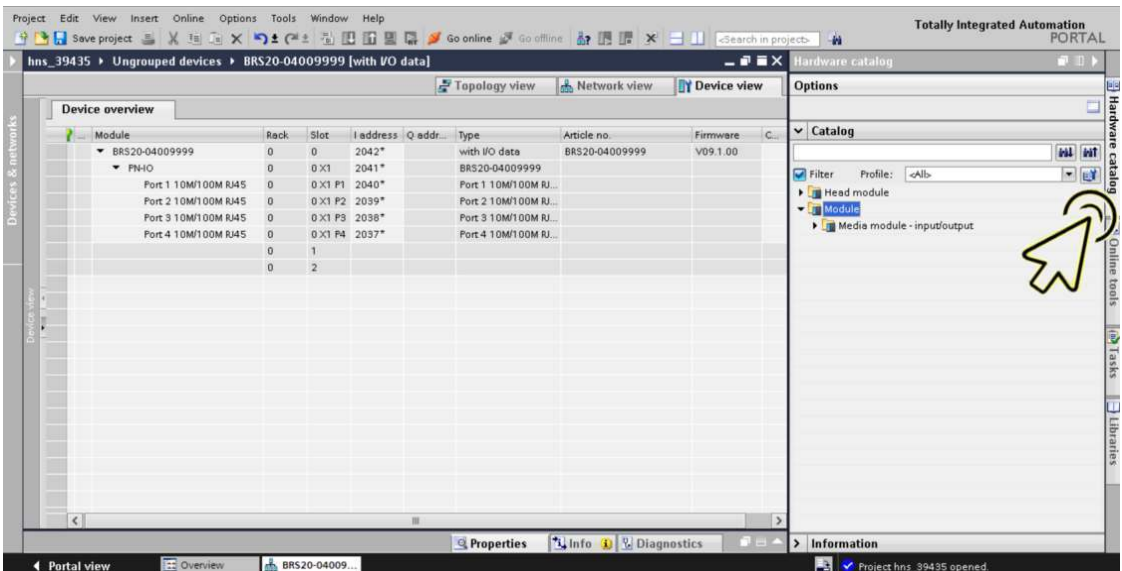 Project Edit View Insert Online Options Tools Window Help
Totally Integrated Automation
PORTAL
Save project Go online Go offline <Search in project>
hns_39435 Ungrouped devices BRS20-04009999 [with I/O data]
Hardware catalog
Topology view Network view Device view
Options
Device overview
Module Rack Slot I address Q addr... Type Article no. Firmware C...
BRS20-04009999 0 0 2042* with I/O data BRS20-04009999 V09.1.00
PN-IO 0 0 X1 2041* BRS20-04009999
Port 1 10M/100M RJ45 0 0 X1 P1 2040* Port 1 10M/100M RJ...
Port 2 10M/100M RJ45 0 0 X1 P2 2039* Port 2 10M/100M RJ...
Port 3 10M/100M RJ45 0 0 X1 P3 2038* Port 3 10M/100M RJ...
Port 4 10M/100M RJ45 0 0 X1 P4 2037* Port 4 10M/100M RJ...
0 1
0 2
Catalog
Filter Profile: <All>
Head module
Module
Media module - input/output
Information
Devices & networks
Device view
Hardware catalog
Online tools
Tasks
Libraries
Properties Info Diagnostics
Portal view Overview BRS20-04009... Project hns_39435 opened.